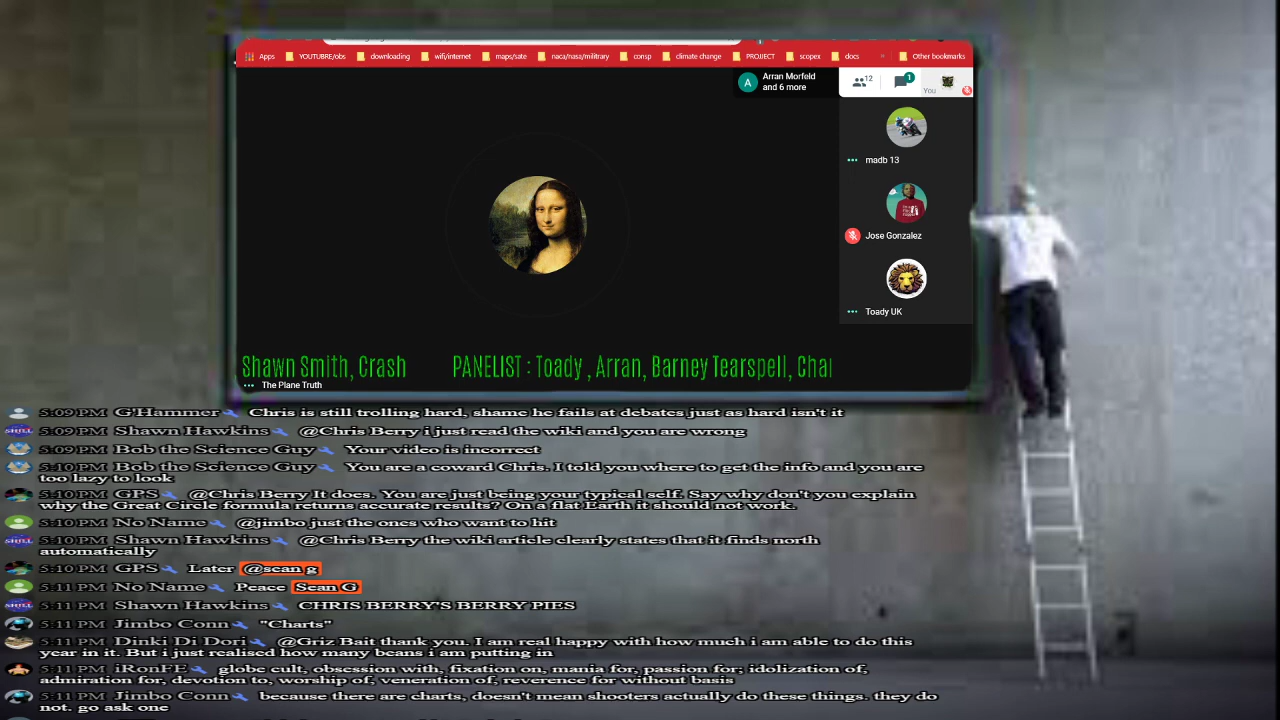 Apps YOUTUBRE/obs downloading wifi/internet maps/sate naca/nasa/militrary consp climate change PROJJECT scopex docs Other bookmarks
A Arran Morfeld
and 6 more
12 1 You
madb 13
Jose Gonzalez
Toady UK
Shawn Smith, Crash PANELIST : Toady , Arran, Barney Tearspell, Cha
The Plane Truth
5:09 PM G'Hammer Chris is still trolling hard, shame he fails at debates just as hard isn't it
SHILL 5:09 PM Shawn Hawkins @Chris Berry i just read the wiki and you are wrong
5:09 PM Bob the Science Guy Your video is incorrect
5:10 PM Bob the Science Guy You are a coward Chris. I told you where to get the info and you are
too lazy to look
5:10 PM GPS @Chris Berry It does. You are just being your typical self. Say why don't you explain
why the Great Circle formula returns accurate results? On a flat Earth it should not work.
5:10 PM No Name @jimbo just the ones who want to hit
SHILL 5:10 PM Shawn Hawkins @Chris Berry the wiki article clearly states that it finds north
automatically
5:10 PM GPS Later @sean g
5:11 PM No Name Peace Sean G
SHILL 5:11 PM Shawn Hawkins CHRIS BERRY'S BERRY PIES
5:11 PM Jimbo Conn "Charts"
5:11 PM Dinki Di Dori @Griz Bait thank you. I am real happy with how much i am able to do this
year in it. But i just realised how many beans i am putting in
5:11 PM iRonFE globe cult, obsession with, fixation on, mania for, passion for, idolization of,
admiration for, devotion to, worship of, veneration of, reverence for without basis
5:11 PM Jimbo Conn because there are charts, doesn't mean shooters actually do these things. they do
not. go ask one